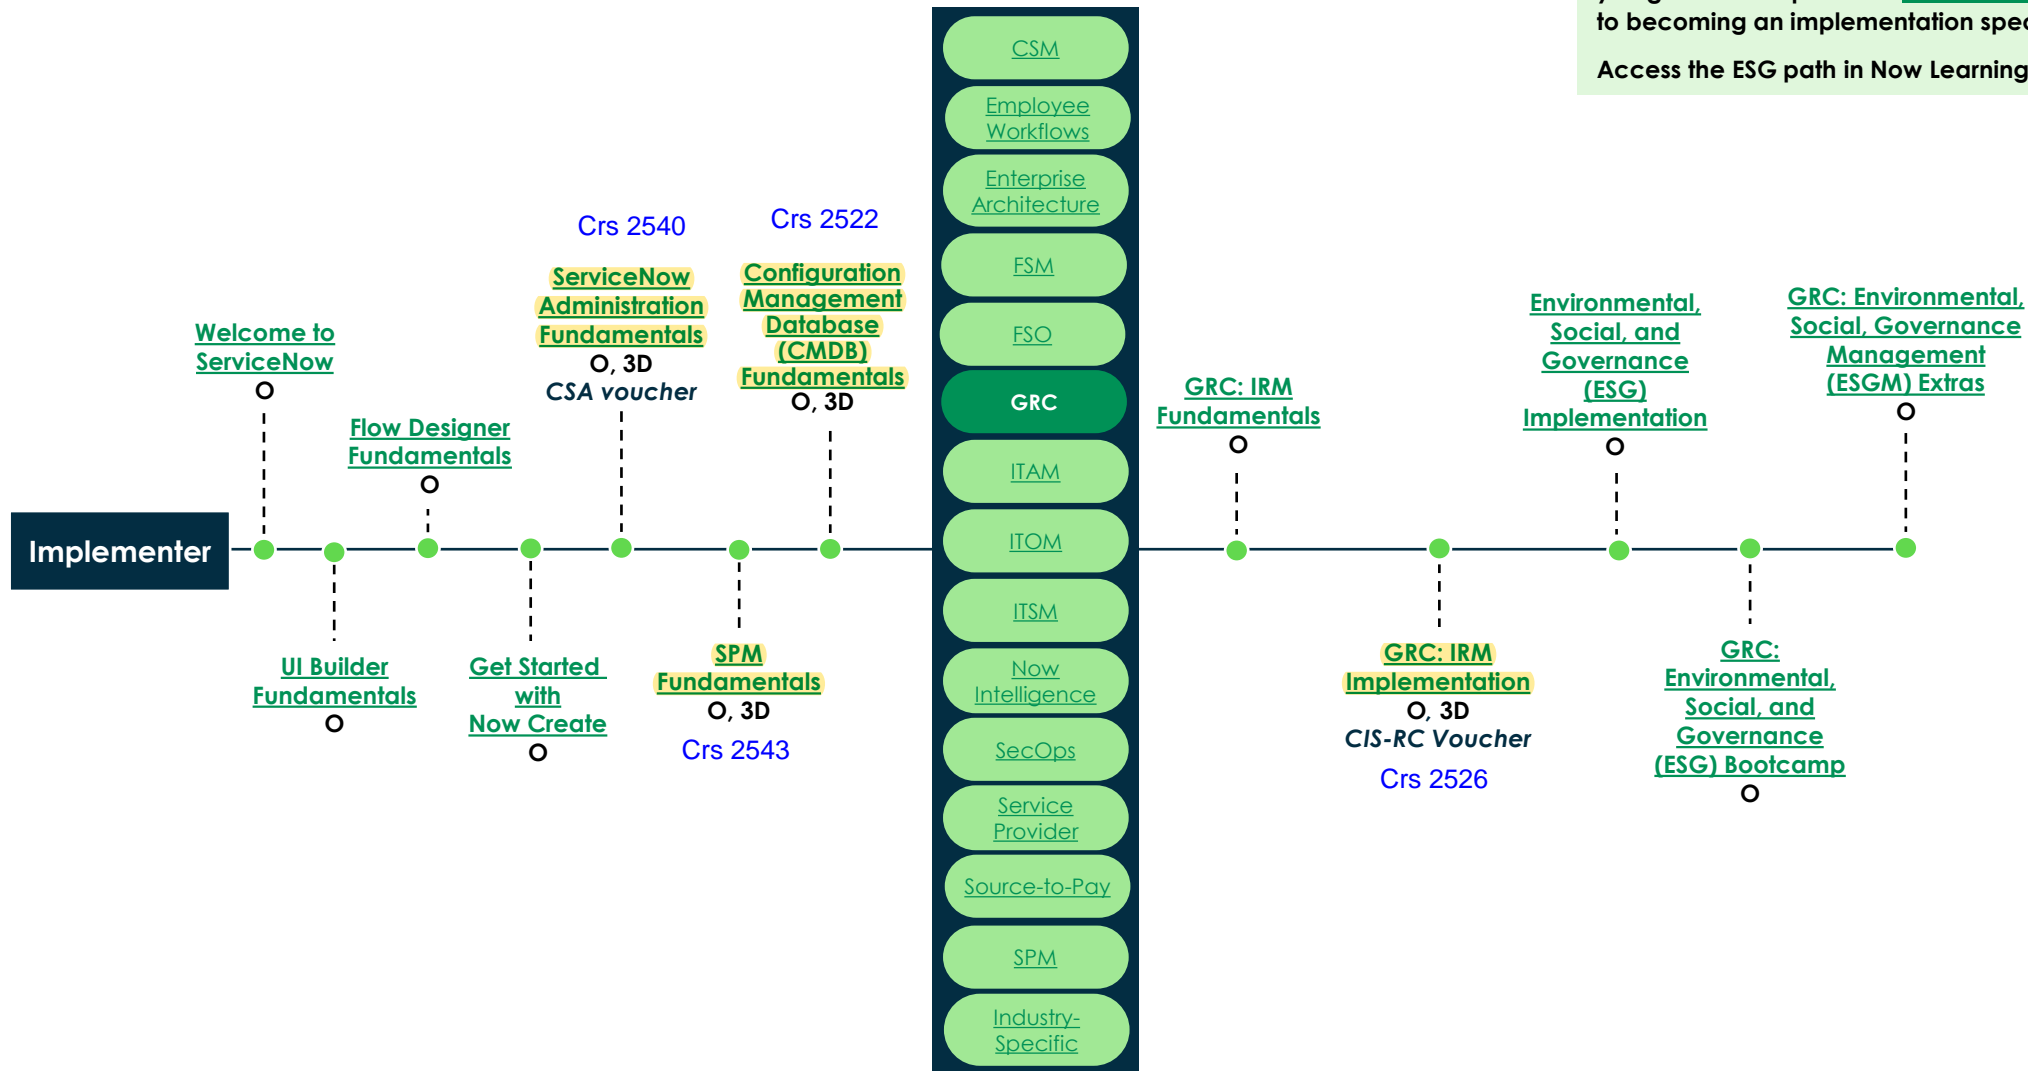 to becoming an implementation
Access the ESG path in Now Learning
CSM
Employee
Workflows
Enterprise
Architecture
FSM
FSO
GRC
ITAM
ITOM
ITSM
Now
Intelligence
SecOps
Service
Provider
Source-to-Pay
SPM
Industry-
Specific
Implementer
Welcome to
ServiceNow
O
UI Builder
Fundamentals
O
Flow Designer
Fundamentals
O
Get Started
with
Now Create
O
Crs 2540
ServiceNow
Administration
Fundamentals
O, 3D
CSA voucher
SPM
Fundamentals
O, 3D
Crs 2543
Crs 2522
Configuration
Management
Database
(CMDB)
Fundamentals
O, 3D
GRC: IRM
Fundamentals
O
GRC: IRM
Implementation
O, 3D
CIS-RC Voucher
Crs 2526
Environmental,
Social, and
Governance
(ESG)
Implementation
O
GRC:
Environmental,
Social, and
Governance
(ESG) Bootcamp
O
GRC: Environmental,
Social, Governance
Management
(ESGM) Extras
O